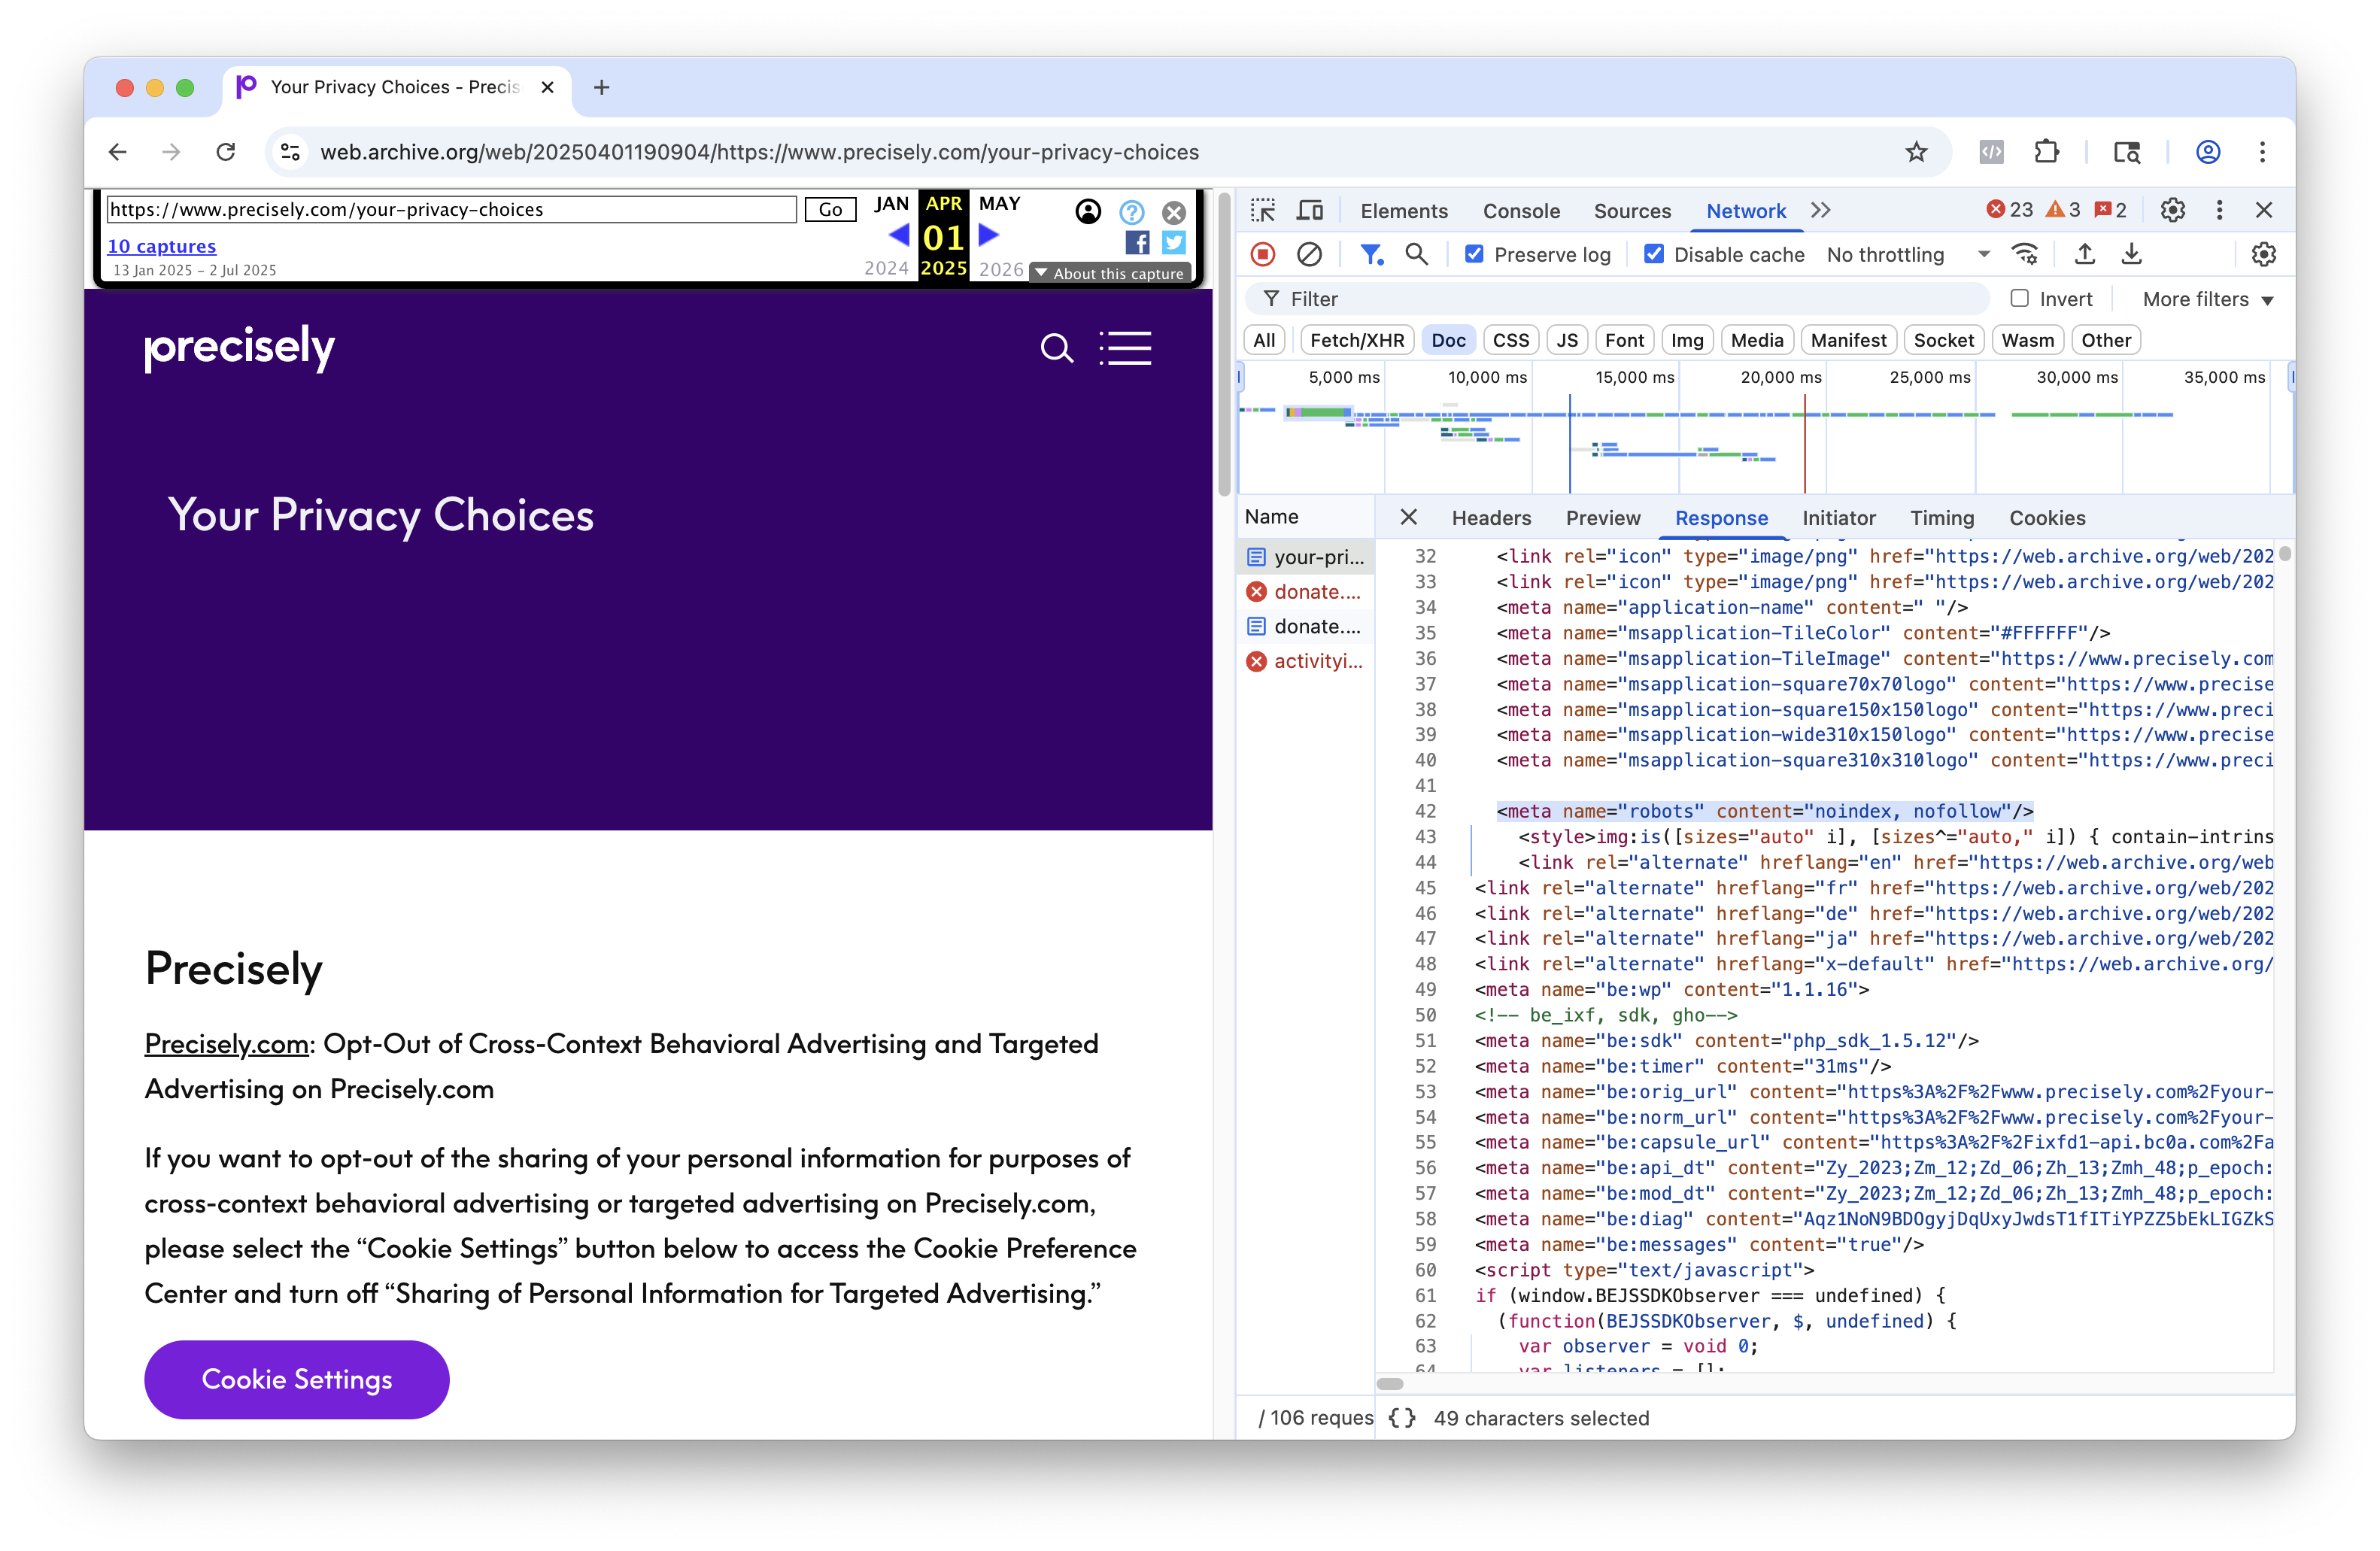 Your Privacy Choices - Precis
web.archive.org/web/20250401190904/https://www.precisely.com/your-privacy-choices
https://www.precisely.com/your-privacy-choices
Go
JAN APR MAY
01
2024 2025 2026
10 captures
13 Jan 2025 – 2 Jul 2025
About this capture
precisely
Your Privacy Choices
Precisely
Precisely.com: Opt-Out of Cross-Context Behavioral Advertising and Targeted
Advertising on Precisely.com
If you want to opt-out of the sharing of your personal information for purposes of
cross-context behavioral advertising or targeted advertising on Precisely.com,
please select the “Cookie Settings” button below to access the Cookie Preference
Center and turn off “Sharing of Personal Information for Targeted Advertising.”
Cookie Settings
Elements Console Sources Network 23 3 2
Preserve log Disable cache No throttling
Filter Invert More filters
All Fetch/XHR Doc CSS JS Font Img Media Manifest Socket Wasm Other
5,000 ms 10,000 ms 15,000 ms 20,000 ms 25,000 ms 30,000 ms 35,000 ms
Name
your-pri...
donate....
donate....
activityi...
Headers Preview Response Initiator Timing Cookies
32 <link rel="icon" type="image/png" href="https://web.archive.org/web/202
33 <link rel="icon" type="image/png" href="https://web.archive.org/web/202
34 <meta name="application-name" content=" "/>
35 <meta name="msapplication-TileColor" content="#FFFFFF"/>
36 <meta name="msapplication-TileImage" content="https://www.precisely.com
37 <meta name="msapplication-square70x70logo" content="https://www.precise
38 <meta name="msapplication-square150x150logo" content="https://www.preci
39 <meta name="msapplication-wide310x150logo" content="https://www.precise
40 <meta name="msapplication-square310x310logo" content="https://www.preci
41
42 <meta name="robots" content="noindex, nofollow"/>
43 <style>img:is([sizes="auto" i], [sizes^="auto," i]) { contain-intrins
44 <link rel="alternate" hreflang="en" href="https://web.archive.org/web
45 <link rel="alternate" hreflang="fr" href="https://web.archive.org/web/202
46 <link rel="alternate" hreflang="de" href="https://web.archive.org/web/202
47 <link rel="alternate" hreflang="ja" href="https://web.archive.org/web/202
48 <link rel="alternate" hreflang="x-default" href="https://web.archive.org/
49 <meta name="be:wp" content="1.1.16">
50 <!-- be_ixf, sdk, gho-->
51 <meta name="be:sdk" content="php_sdk_1.5.12"/>
52 <meta name="be:timer" content="31ms"/>
53 <meta name="be:orig_url" content="https%3A%2F%2Fwww.precisely.com%2Fyour-
54 <meta name="be:norm_url" content="https%3A%2F%2Fwww.precisely.com%2Fyour-
55 <meta name="be:capsule_url" content="https%3A%2F%2Fixfd1-api.bc0a.com%2Fa
56 <meta name="be:api_dt" content="Zy_2023;Zm_12;Zd_06;Zh_13;Zmh_48;p_epoch:
57 <meta name="be:mod_dt" content="Zy_2023;Zm_12;Zd_06;Zh_13;Zmh_48;p_epoch:
58 <meta name="be:diag" content="Aqz1NoN9BDOgyjDqUxyJwdsT1fITiYPZZ5bEkLIGZkS
59 <meta name="be:messages" content="true"/>
60 <script type="text/javascript">
61 if (window.BEJSSDKObserver === undefined) {
62 (function(BEJSSDKObserver, $, undefined) {
63 var observer = void 0;
64 var listeners = [];
/ 106 reques { } 49 characters selected